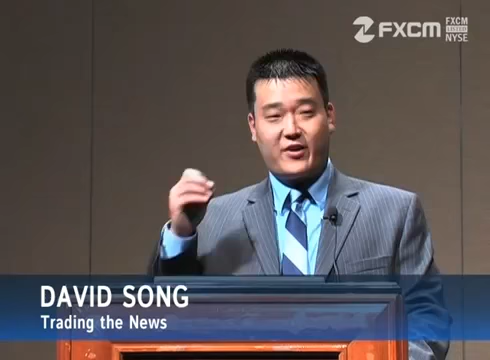 FXCM
FXCM
LISTED
NYSE
DAVID SONG
Trading the News